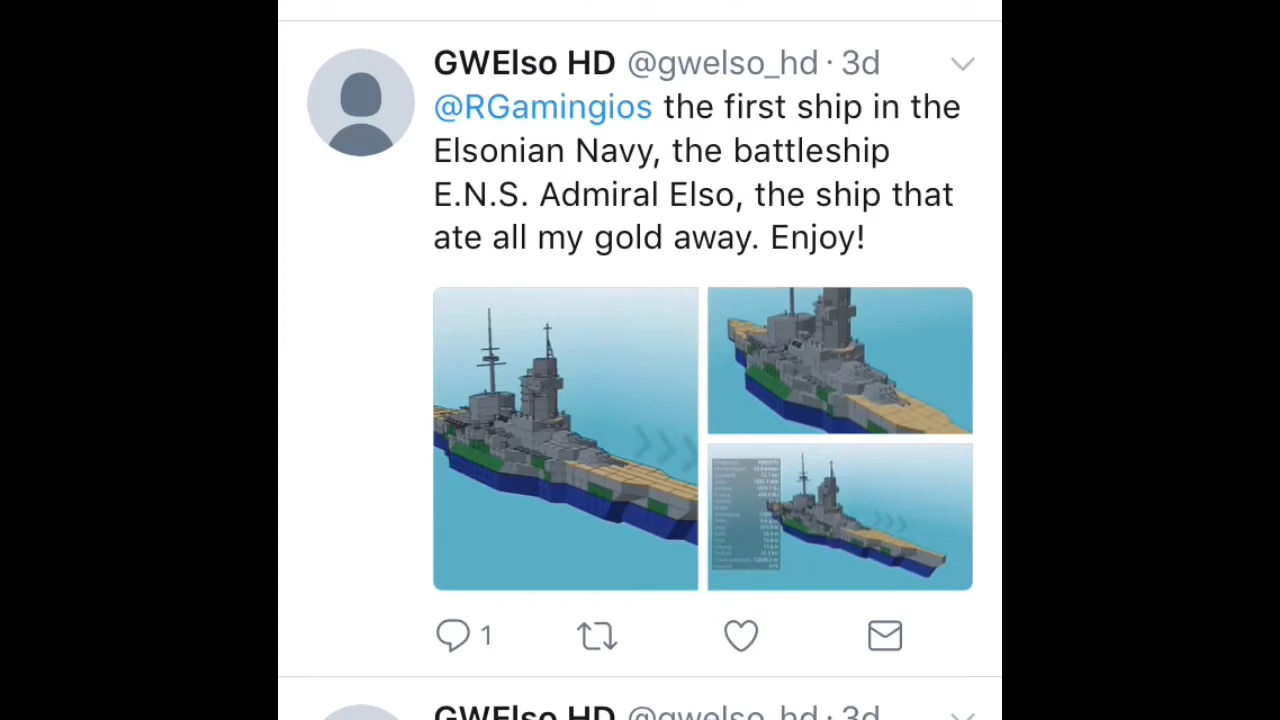 GWElso HD @gwelso_hd · 3d
@RGamingios the first ship in the
Elsonian Navy, the battleship
E.N.S. Admiral Elso, the ship that
ate all my gold away. Enjoy!
1
GWElso HD @gwelso_hd · 3d